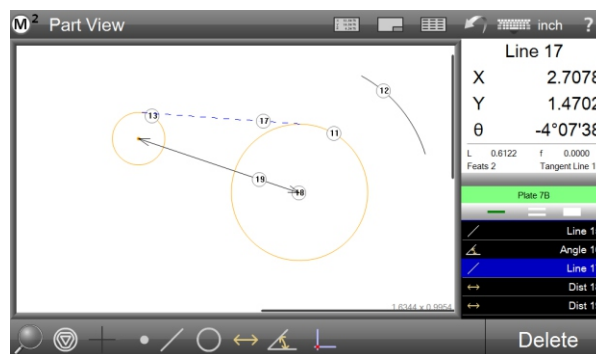 M2 Part View inch ?
Line 17
X 2.7078
Y 1.4702
θ -4°07'38
L 0.6122 f 0.0000
Feats 2 Tangent Line 1
Plate 7B
Line 1
Angle 1
Line 1
Dist 1
Dist 1
12
13
17
11
19
18
1.6344 x 0.9954
Delete